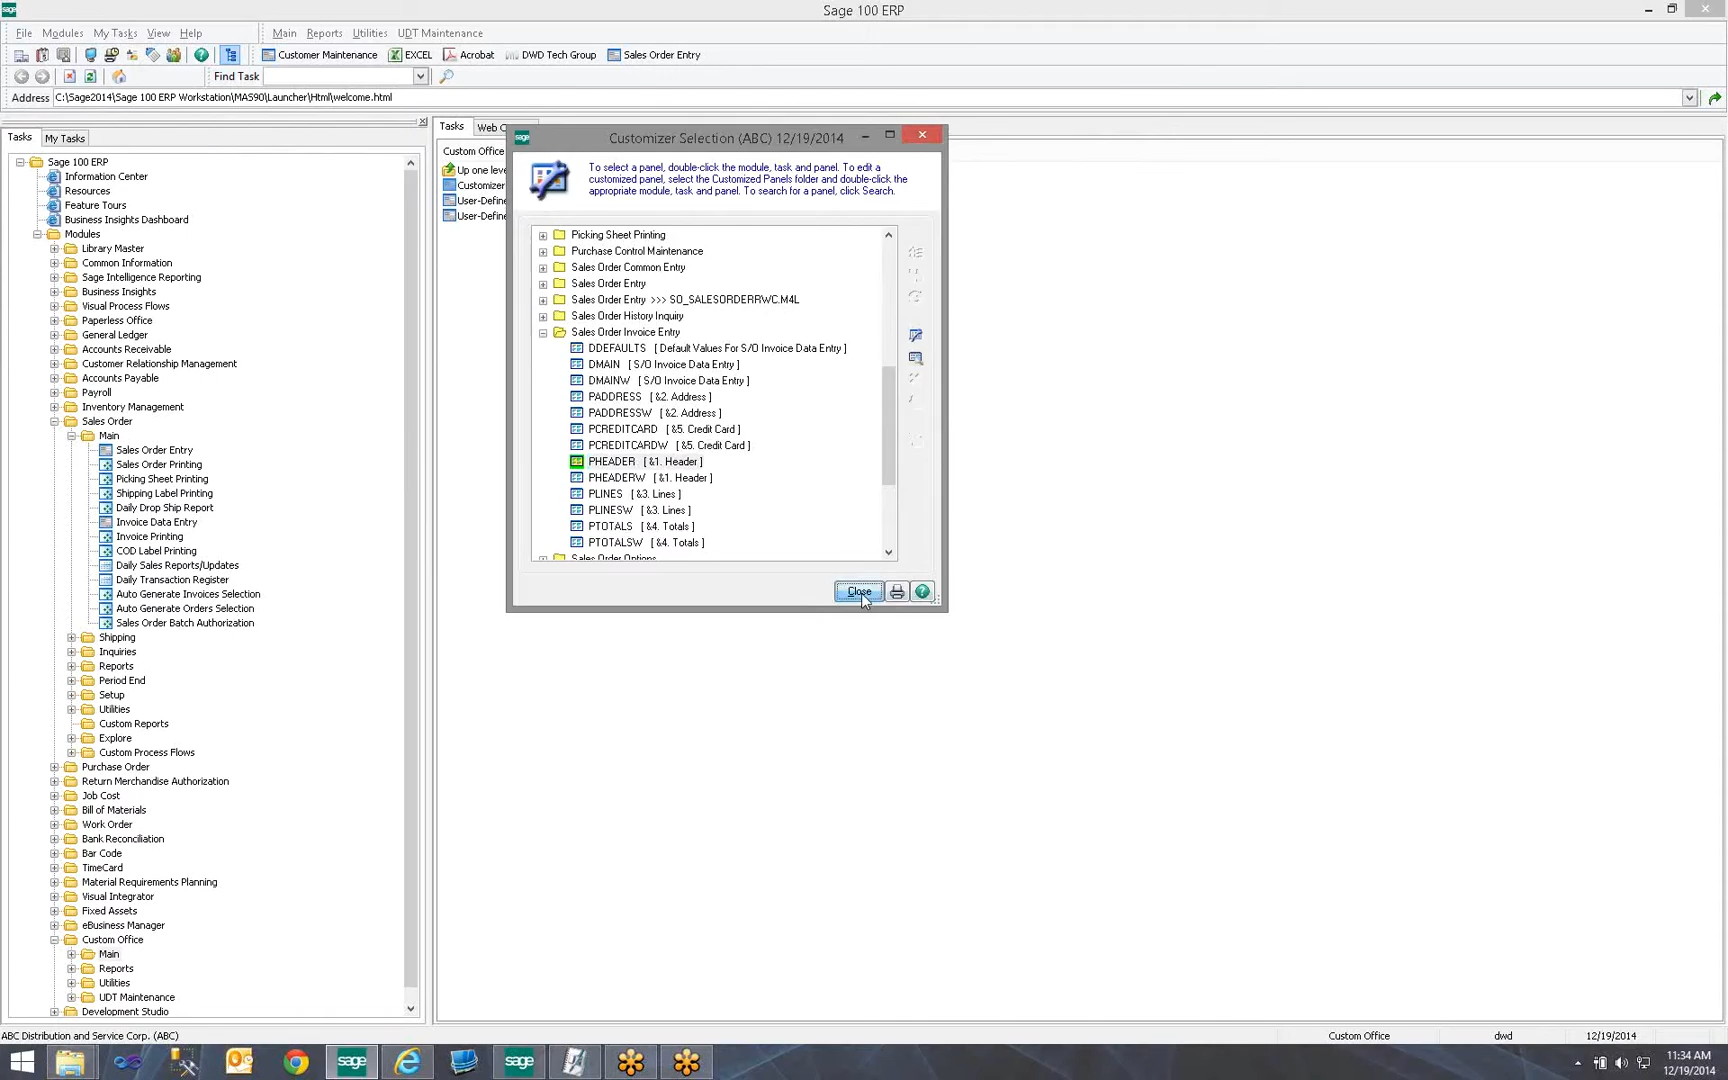 Sage 100 ERP
File Modules My Tasks View Help Main Reports Utilities UDT Maintenance
Customer Maintenance EXCEL Acrobat DWD Tech Group Sales Order Entry
Find Task
Address C:\Sage2014\Sage 100 ERP Workstation\MAS90\Launcher\Html\welcome.html
Tasks My Tasks
Sage 100 ERP
Information Center
Resources
Feature Tours
Business Insights Dashboard
Modules
Library Master
Common Information
Sage Intelligence Reporting
Business Insights
Visual Process Flows
Paperless Office
General Ledger
Accounts Receivable
Customer Relationship Management
Accounts Payable
Payroll
Inventory Management
Sales Order
Main
Sales Order Entry
Sales Order Printing
Picking Sheet Printing
Shipping Label Printing
Daily Drop Ship Report
Invoice Data Entry
Invoice Printing
COD Label Printing
Daily Sales Reports/Updates
Daily Transaction Register
Auto Generate Invoices Selection
Auto Generate Orders Selection
Sales Order Batch Authorization
Shipping
Inquiries
Reports
Period End
Setup
Utilities
Custom Reports
Explore
Custom Process Flows
Purchase Order
Return Merchandise Authorization
Job Cost
Bill of Materials
Work Order
Bank Reconciliation
Bar Code
TimeCard
Material Requirements Planning
Visual Integrator
Fixed Assets
eBusiness Manager
Custom Office
Main
Reports
Utilities
UDT Maintenance
Development Studio
Tasks Web C
Custom Office
Up one leve
Customizer
User-Define
User-Define
sage Customizer Selection (ABC) 12/19/2014
To select a panel, double-click the module, task and panel. To edit a
customized panel, select the Customized Panels folder and double-click the
appropriate module, task and panel. To search for a panel, click Search.
Picking Sheet Printing
Purchase Control Maintenance
Sales Order Common Entry
Sales Order Entry
Sales Order Entry >>> SO_SALESORDERRWC.M4L
Sales Order History Inquiry
Sales Order Invoice Entry
DDEFAULTS [ Default Values For S/O Invoice Data Entry ]
DMAIN [ S/O Invoice Data Entry ]
DMAINW [ S/O Invoice Data Entry ]
PADDRESS [ &2. Address ]
PADDRESSW [ &2. Address ]
PCREDITCARD [ &5. Credit Card ]
PCREDITCARDW [ &5. Credit Card ]
PHEADER [ &1. Header ]
PHEADERW [ &1. Header ]
PLINES [ &3. Lines ]
PLINESW [ &3. Lines ]
PTOTALS [ &4. Totals ]
PTOTALSW [ &4. Totals ]
Sales Order Options
Close
ABC Distribution and Service Corp. (ABC) Custom Office dwd 12/19/2014
sage sage
11:34 AM
12/19/2014